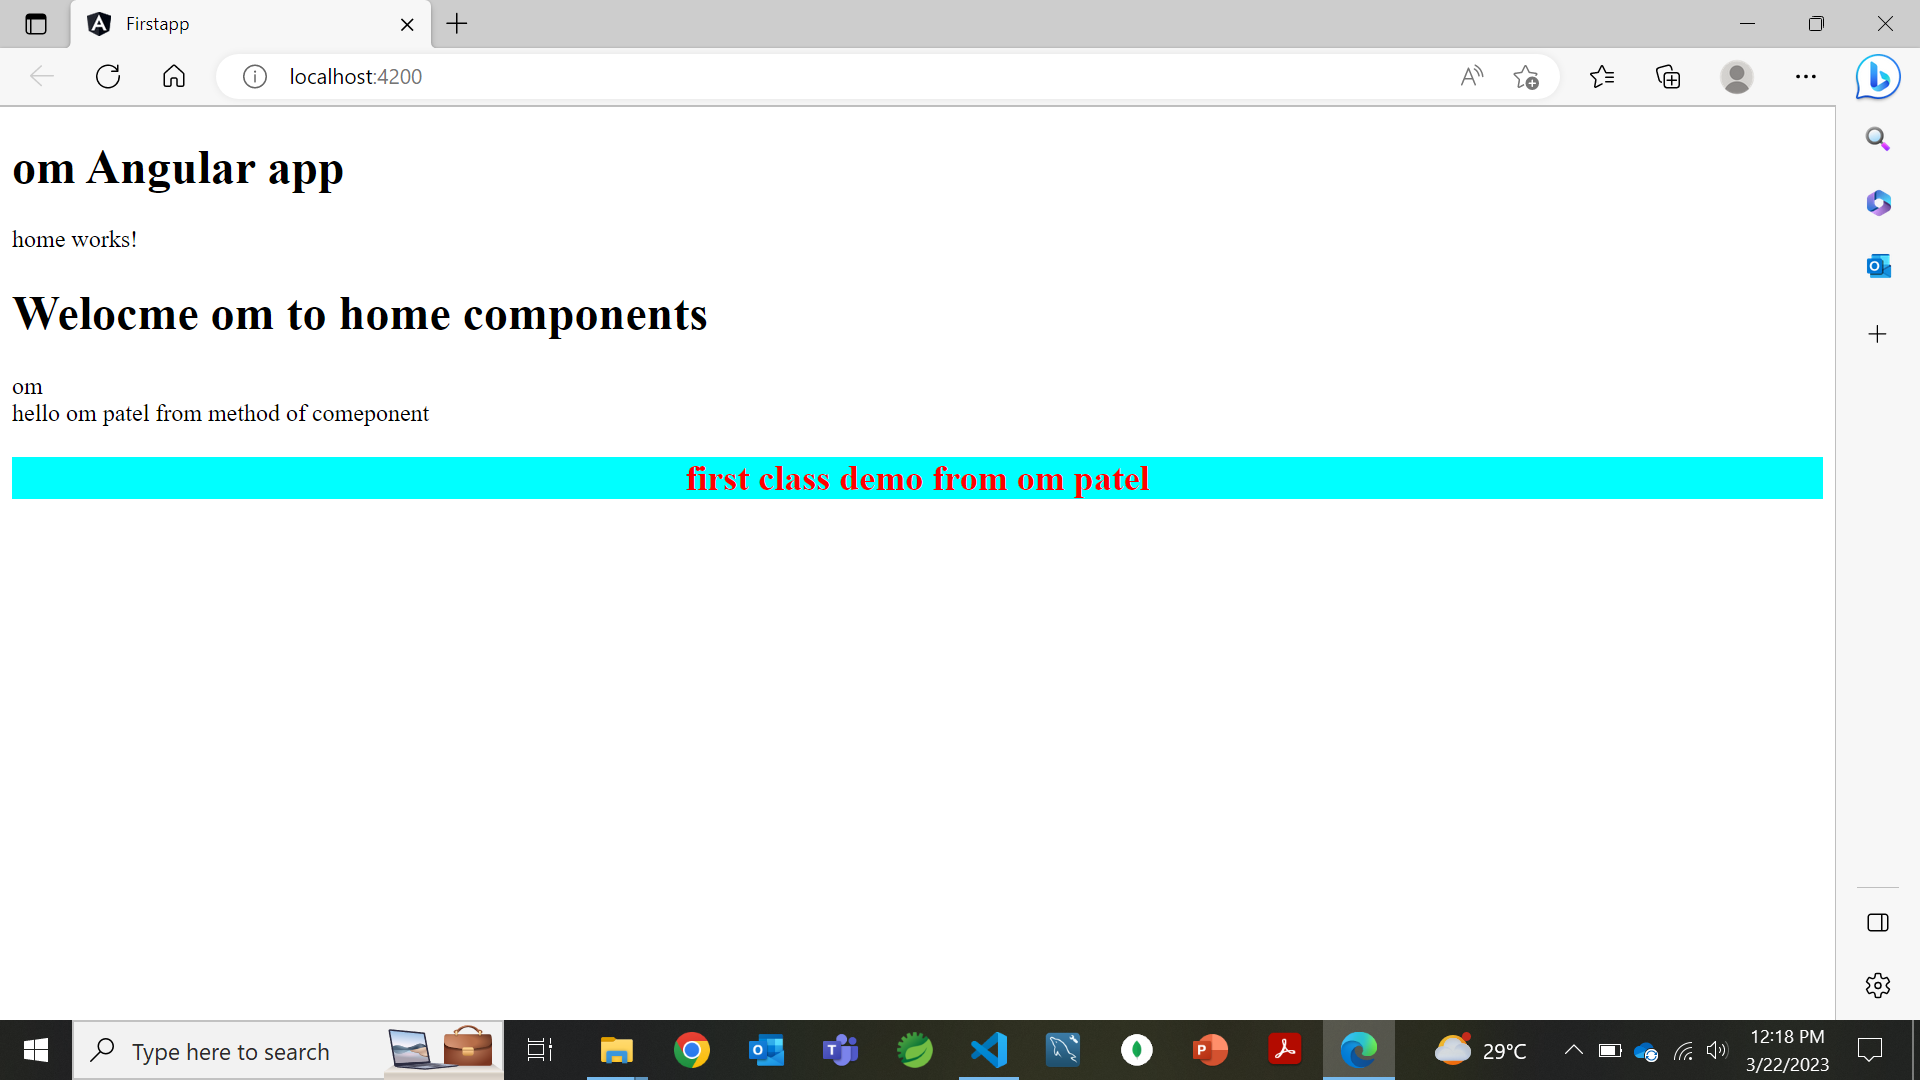 Firstapp
localhost:4200
om Angular app
home works!
Welocme om to home components
om
hello om patel from method of comeponent
first class demo from om patel
Type here to search
29°C
12:18 PM
3/22/2023